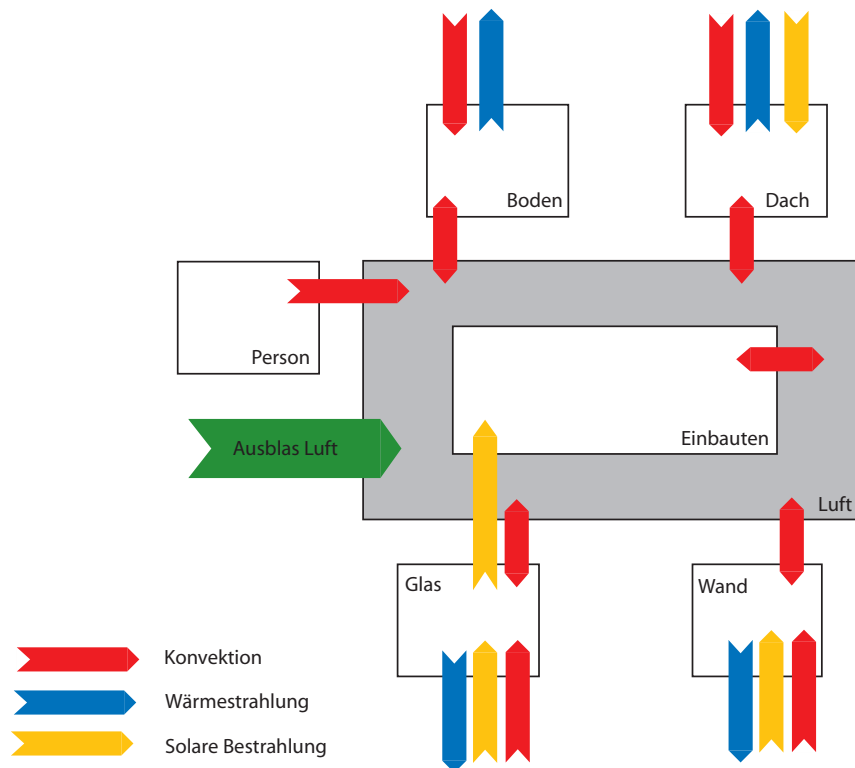 Boden
Dach
Person
Ausblas Luft
Einbauten
Luft
Glas
Wand
Konvektion
Wärmestrahlung
Solare Bestrahlung